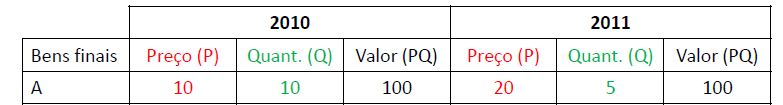 2010 2011
Bens finais Preço (P) Quant. (Q) Valor (PQ) Preço (P) Quant. (Q) Valor (PQ)
A 10 10 100 20 5 100